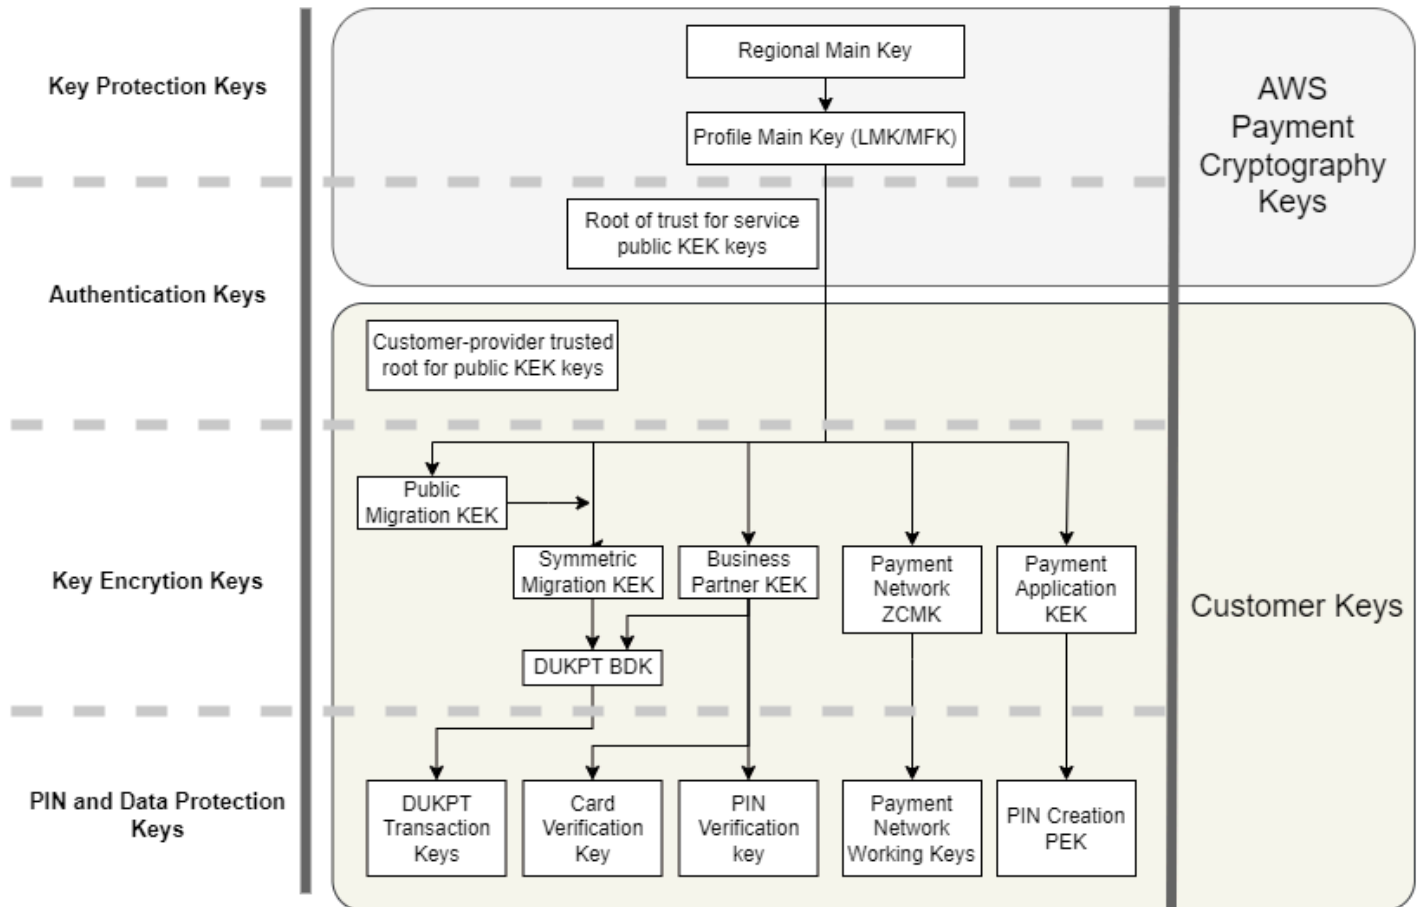 Key Protection Keys
Regional Main Key
Profile Main Key (LMK/MFK)
AWS
Payment
Cryptography
Keys
Authentication Keys
Root of trust for service
public KEK keys
Customer-provider trusted
root for public KEK keys
Key Encrytion Keys
Public
Migration KEK
Symmetric
Migration KEK
Business
Partner KEK
Payment
Network
ZCMK
Payment
Application
KEK
DUKPT BDK
Customer Keys
PIN and Data Protection
Keys
DUKPT
Transaction
Keys
Card
Verification
Key
PIN
Verification
key
Payment
Network
Working Keys
PIN Creation
PEK